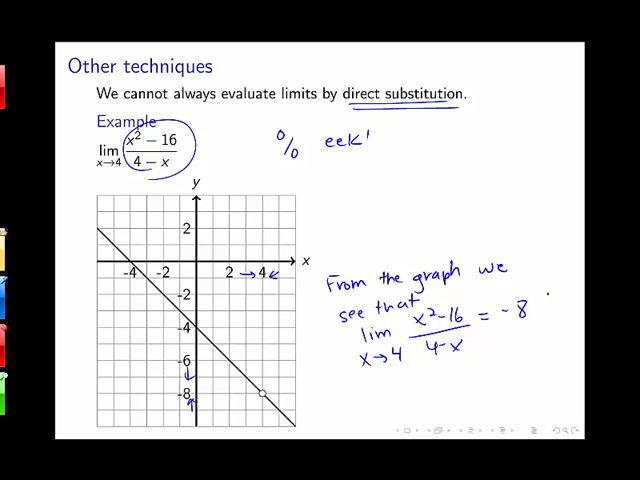 Other techniques
We cannot always evaluate limits by direct substitution.
Example
lim x→4 (x² − 16)/(4 − x)
0/0 eek!
y
2
-4 -2 2 → 4 ← x
-2
-4
-6
-8
From the graph we
see that
lim x→4 (x²-16)/(4-x) = -8